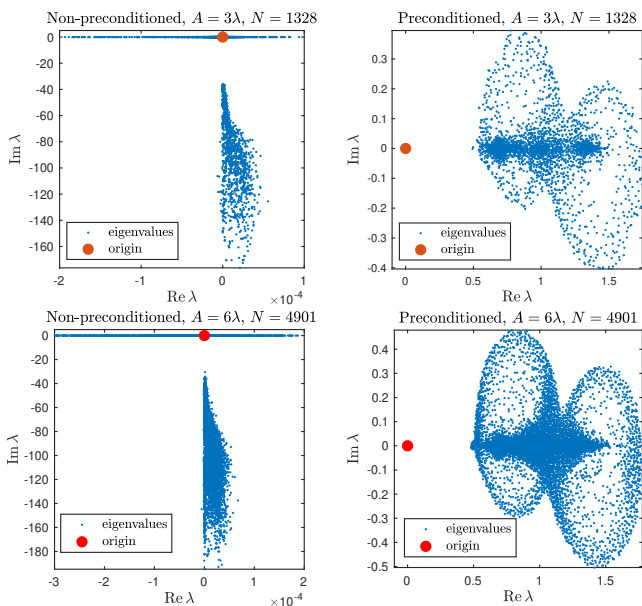 Non-preconditioned, A = 3λ, N = 1328
0
-20
-40
-60
-80
-100
-120
-140
-160
Im λ
eigenvalues
origin
-2 -1 0 1
Re λ ×10⁻⁴
Preconditioned, A = 3λ, N = 1328
0.3
0.2
0.1
0
-0.1
-0.2
-0.3
-0.4
Im λ
eigenvalues
origin
0 0.5 1 1.5
Re λ
Non-preconditioned, A = 6λ, N = 4901
0
-20
-40
-60
-80
-100
-120
-140
-160
-180
Im λ
eigenvalues
origin
-3 -2 -1 0 1 2
Re λ ×10⁻⁴
Preconditioned, A = 6λ, N = 4901
0.4
0.3
0.2
0.1
0
-0.1
-0.2
-0.3
-0.4
-0.5
Im λ
eigenvalues
origin
0 0.5 1 1.5
Re λ